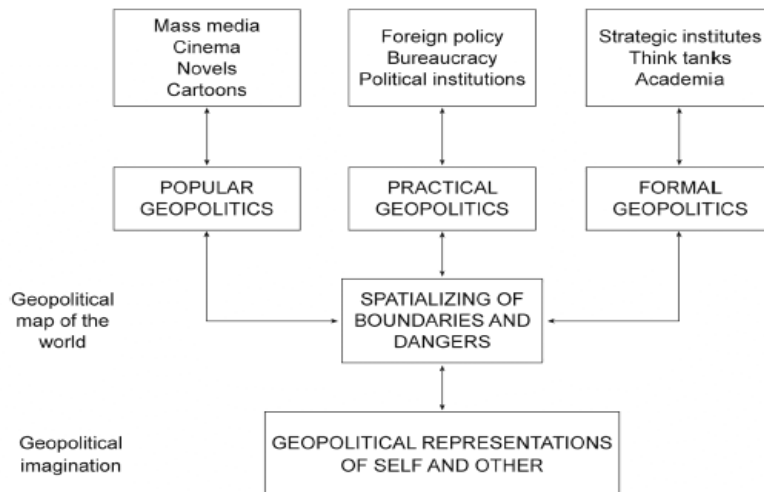 Mass media
Cinema
Novels
Cartoons
Foreign policy
Bureaucracy
Political institutions
Strategic institutes
Think tanks
Academia
POPULAR
GEOPOLITICS
PRACTICAL
GEOPOLITICS
FORMAL
GEOPOLITICS
Geopolitical
map of the
world
SPATIALIZING OF
BOUNDARIES AND
DANGERS
Geopolitical
imagination
GEOPOLITICAL REPRESENTATIONS
OF SELF AND OTHER